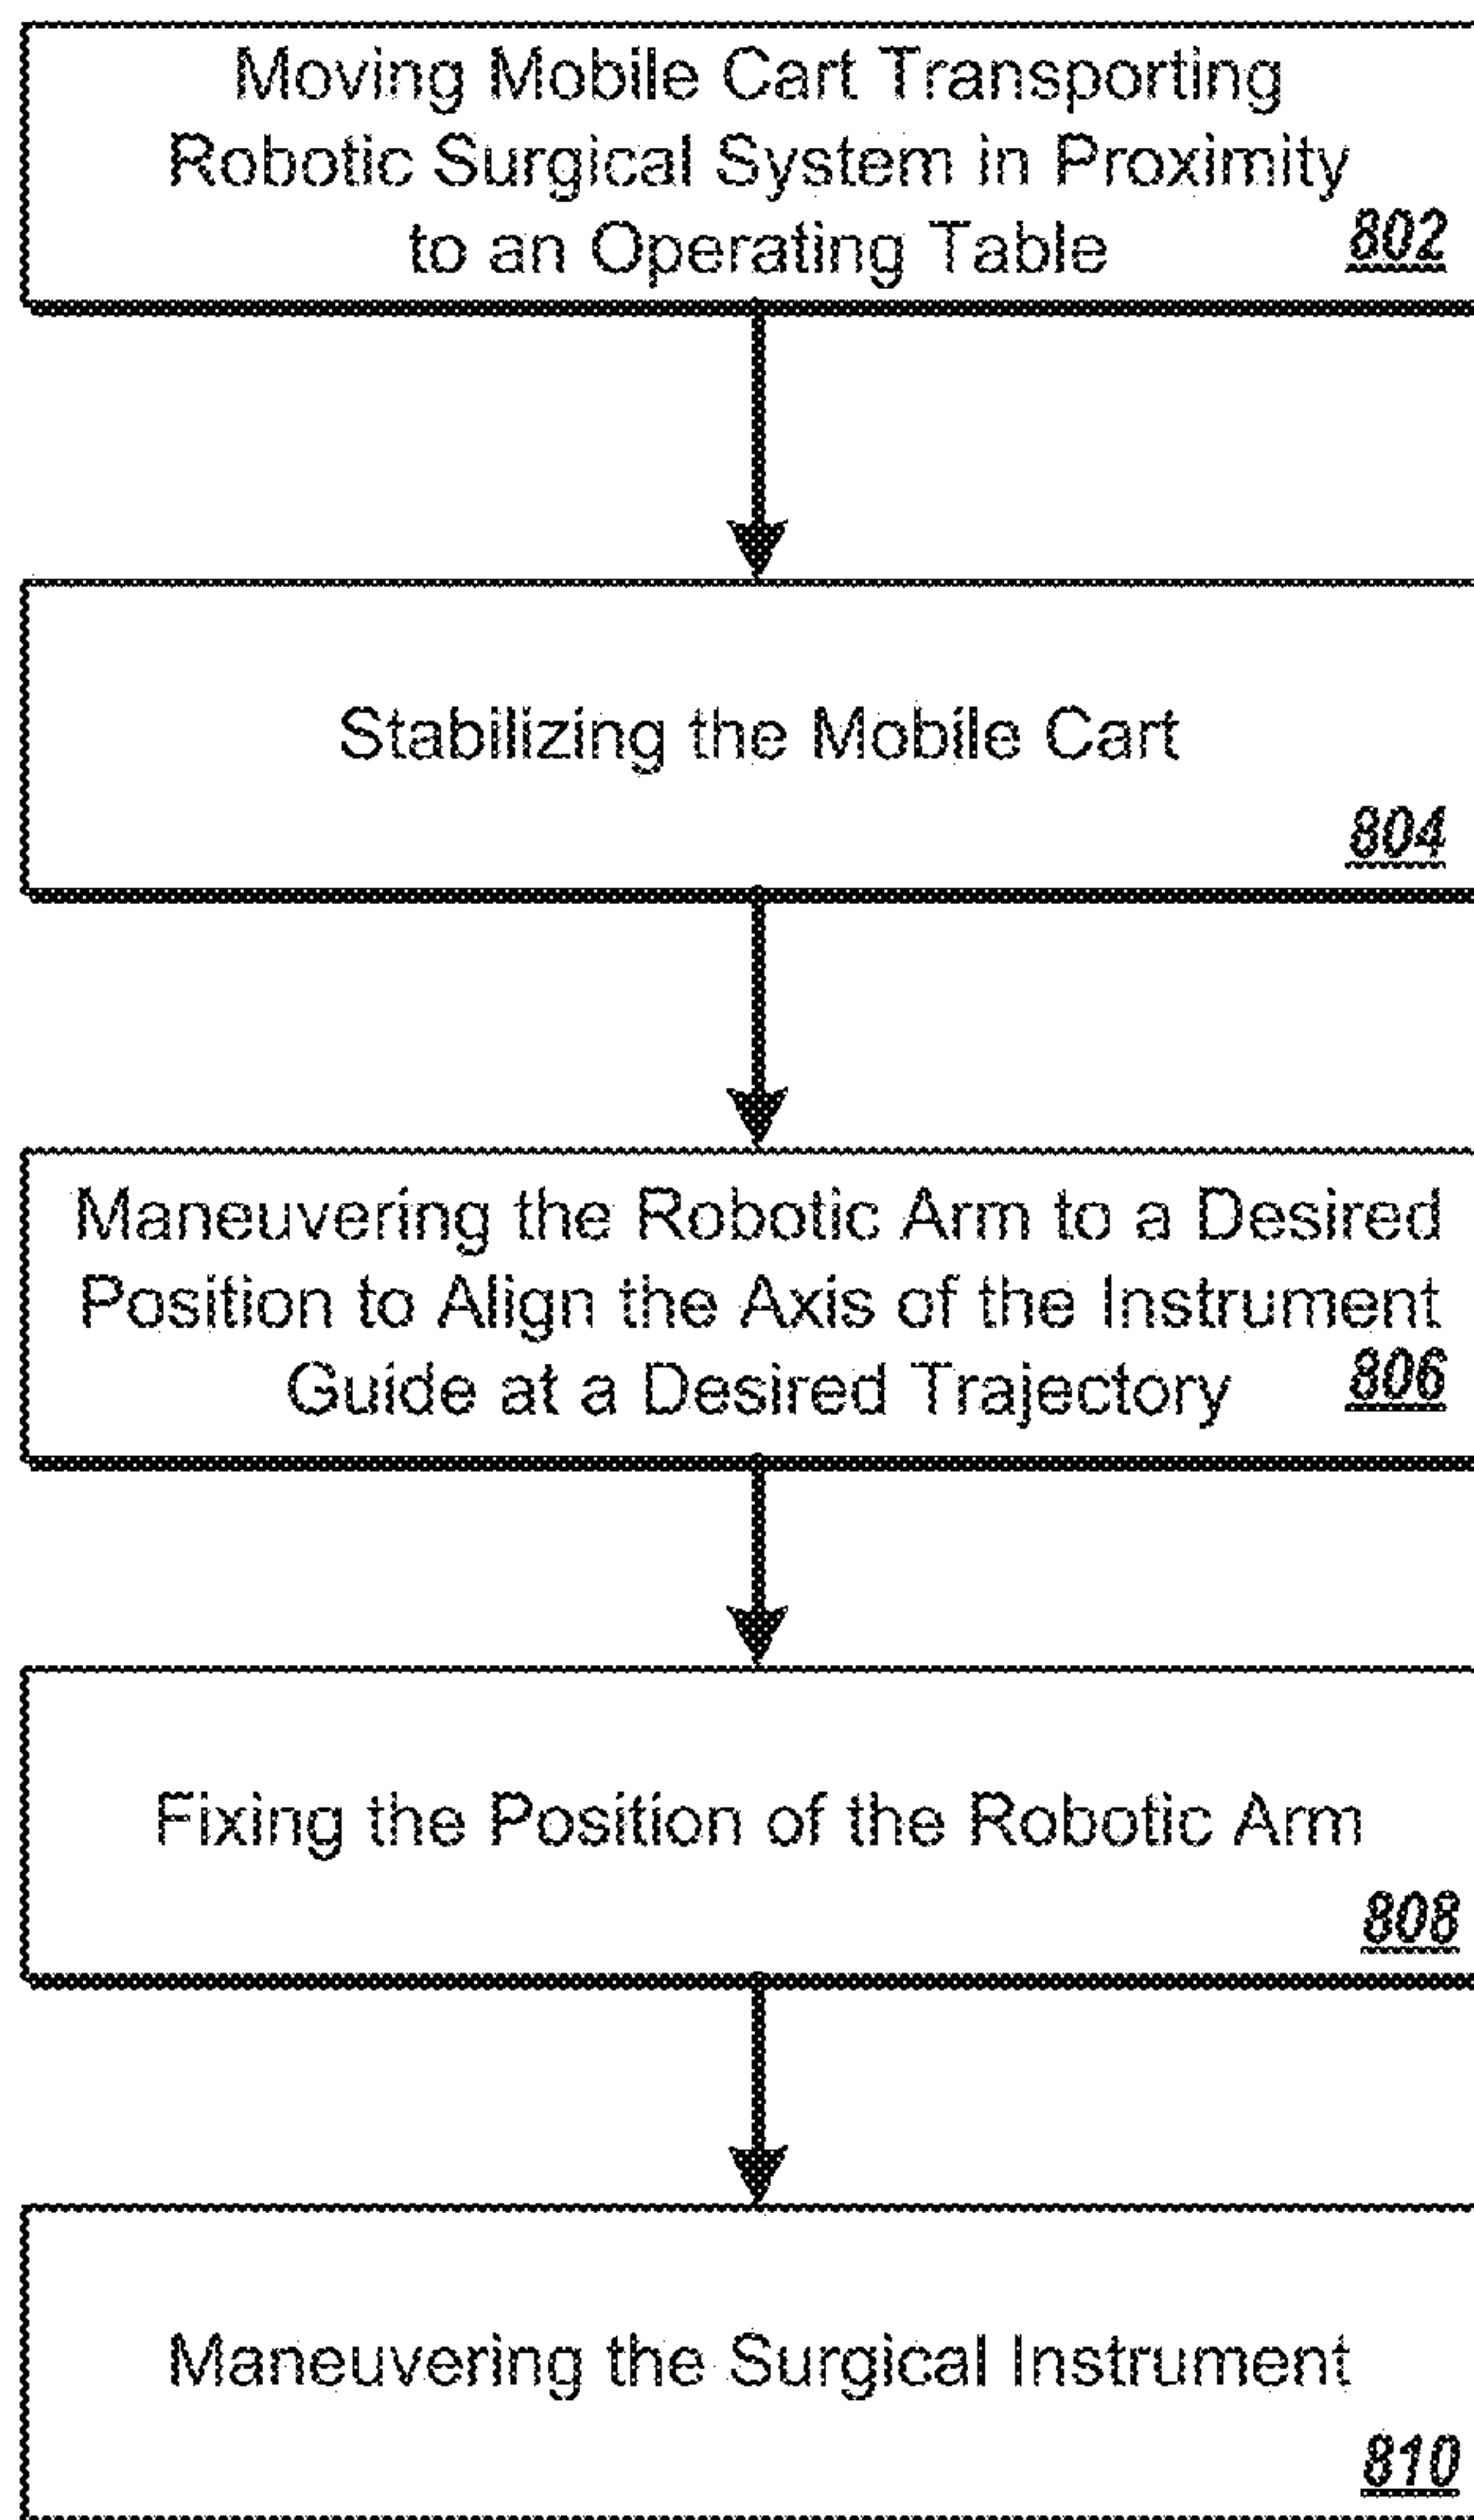 Moving Mobile Cart Transporting
Robotic Surgical System in Proximity
to an Operating Table
802
Stabilizing the Mobile Cart
804
Maneuvering the Robotic Arm to a Desired
Position to Align the Axis of the Instrument
Guide at a Desired Trajectory
806
Fixing the Position of the Robotic Arm
808
Maneuvering the Surgical Instrument
810